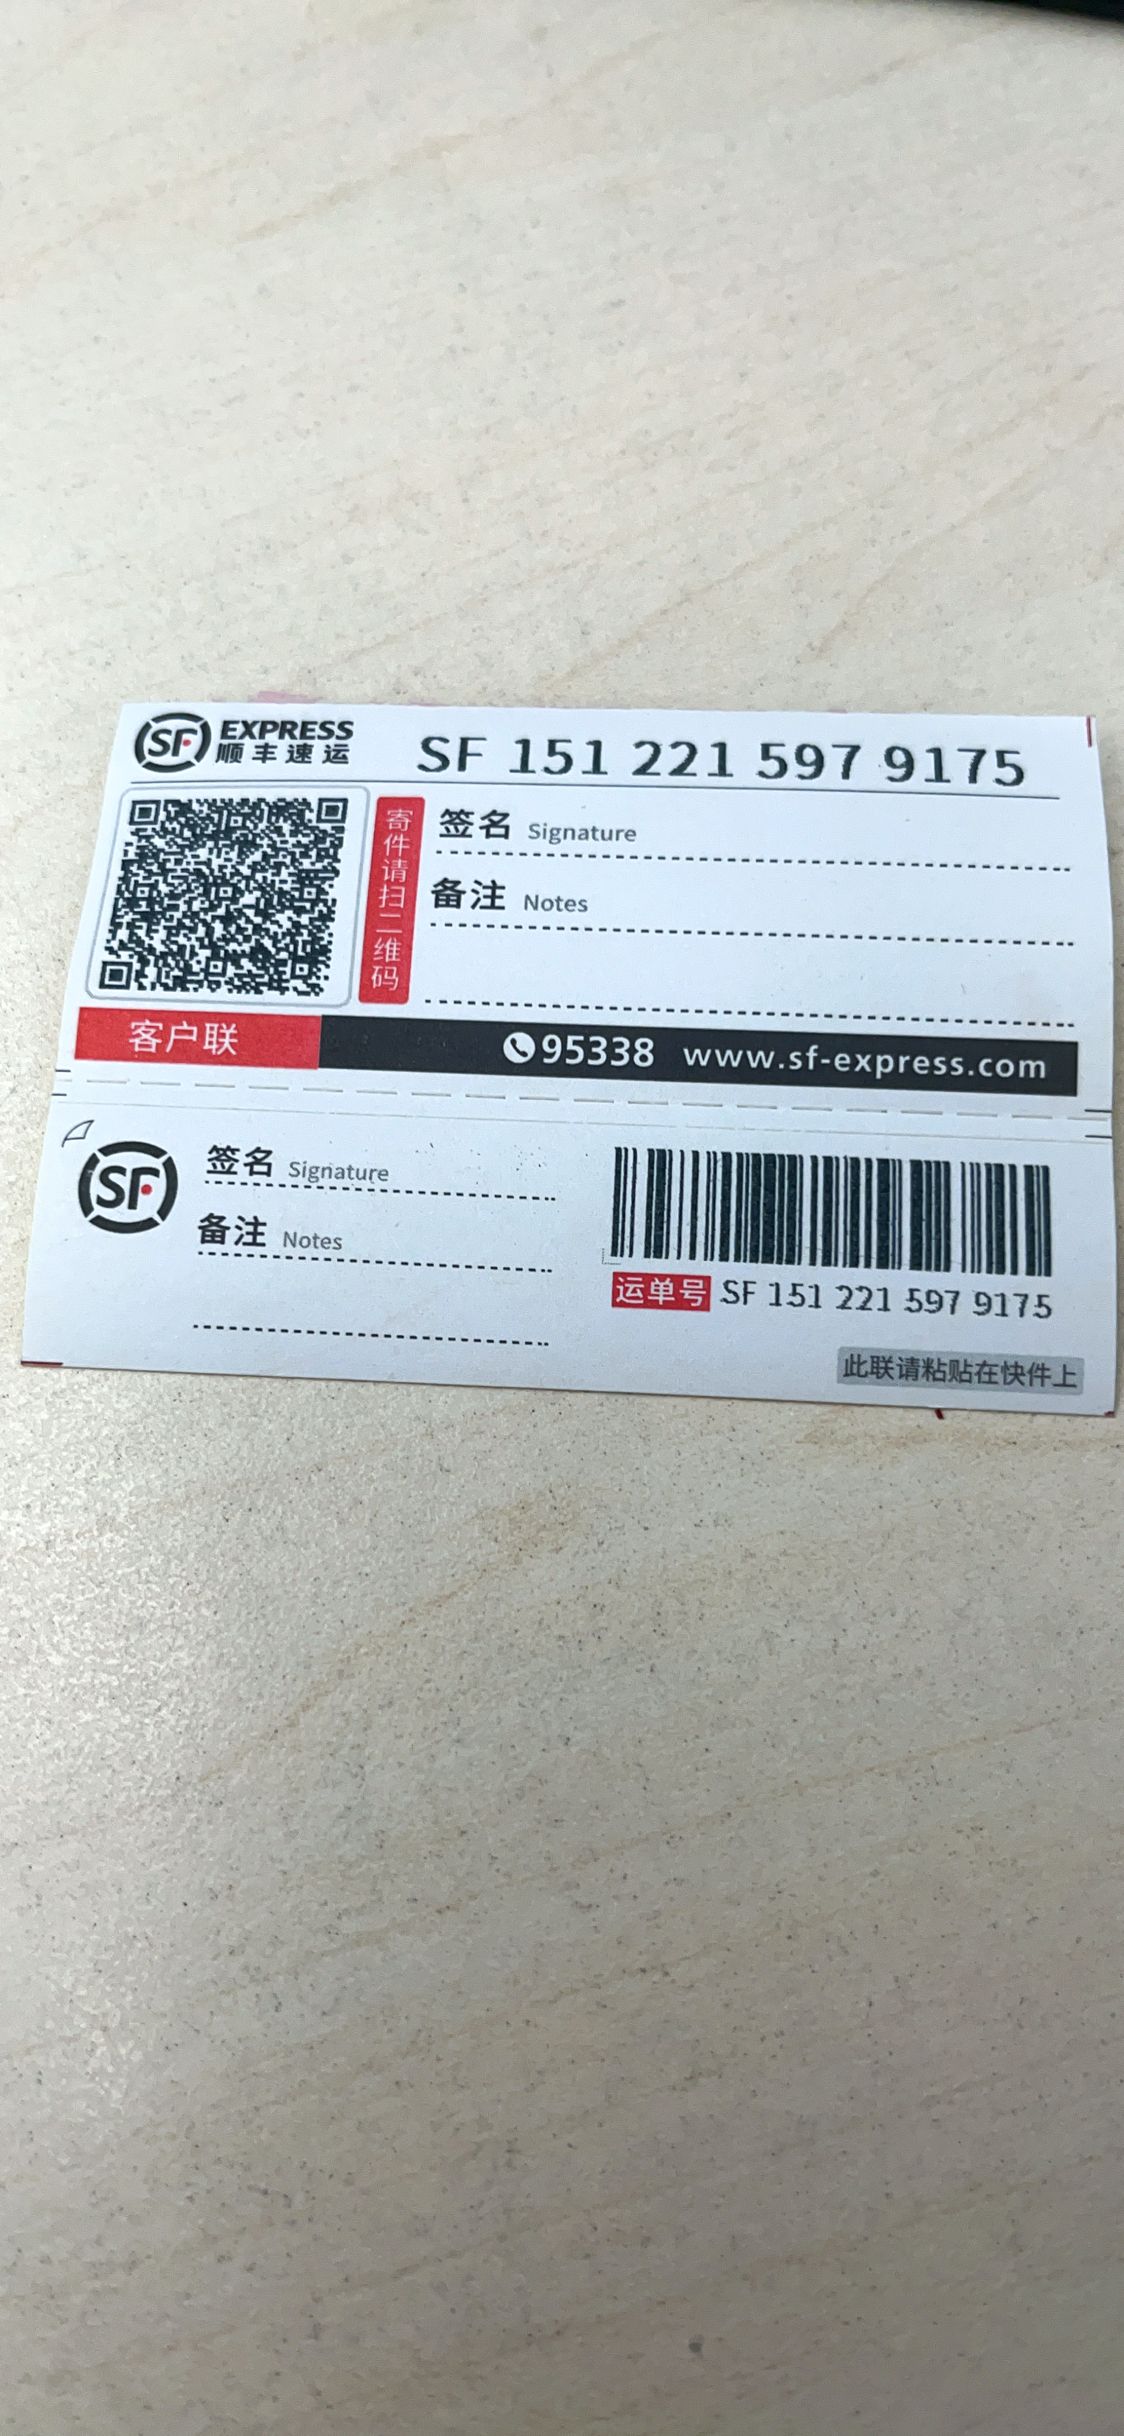 SF EXPRESS
顺丰速运
SF 151 221 597 9175
寄件请扫二维码
签名 Signature
备注 Notes
客户联
95338 www.sf-express.com
SF
签名 Signature
备注 Notes
运单号 SF 151 221 597 9175
此联请粘贴在快件上